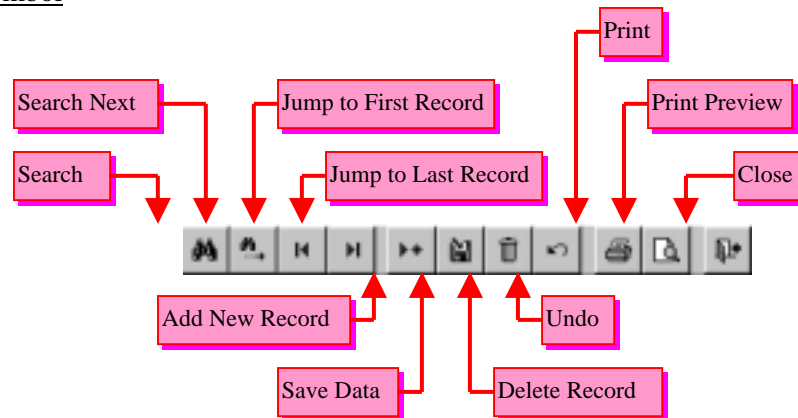 Print
Search Next
Jump to First Record
Print Preview
Search
Jump to Last Record
Close
Add New Record
Undo
Save Data
Delete Record